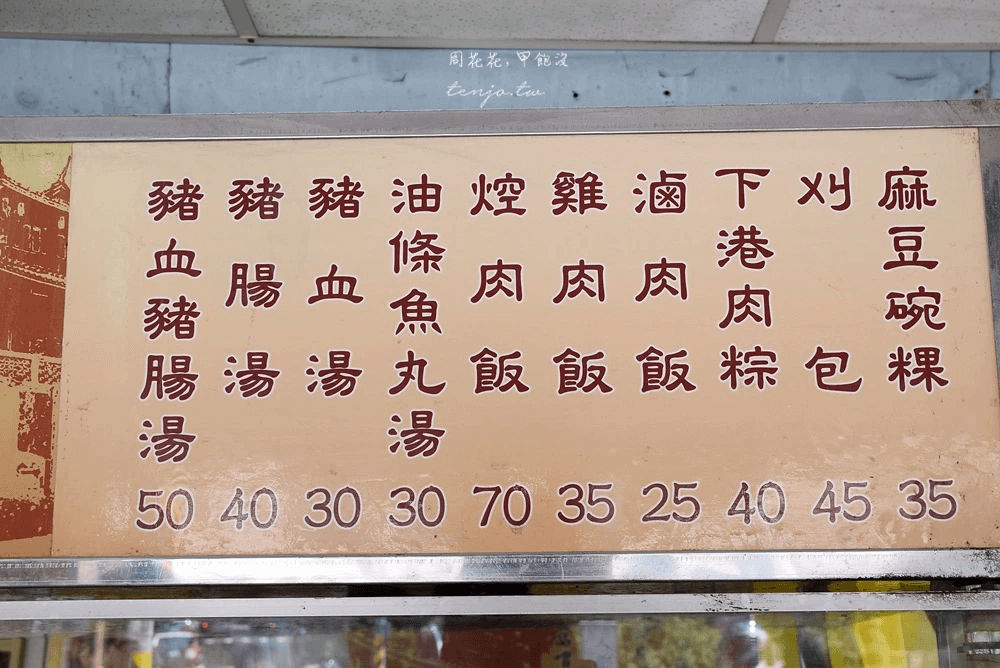 周花花,甲飽沒
tenjo.tw
麻豆碗粿 35
刈包 45
下港肉粽 40
滷肉飯 25
雞肉飯 35
焢肉飯 70
油條魚丸湯 30
豬血湯 30
豬腸湯 40
豬血豬腸湯 50